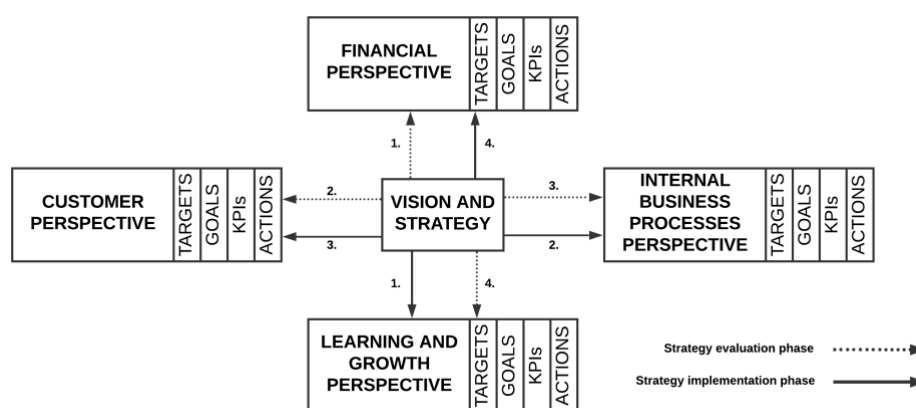 FINANCIAL
PERSPECTIVE
TARGETS
GOALS
KPIs
ACTIONS
1.
4.
CUSTOMER
PERSPECTIVE
TARGETS
GOALS
KPIs
ACTIONS
2.
3.
VISION AND
STRATEGY
3.
2.
INTERNAL
BUSINESS
PROCESSES
PERSPECTIVE
TARGETS
GOALS
KPIs
ACTIONS
1.
4.
LEARNING AND
GROWTH
PERSPECTIVE
TARGETS
GOALS
KPIs
ACTIONS
Strategy evaluation phase
Strategy implementation phase